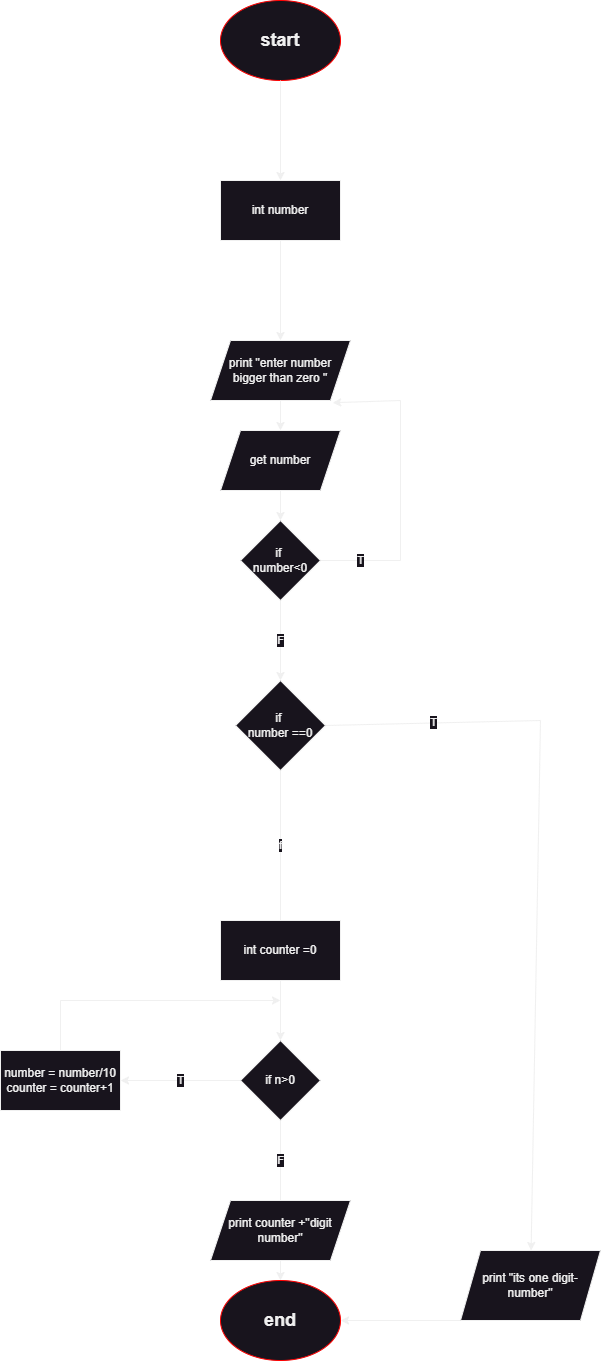 start
int number
print "enter number
bigger than zero "
get number
if
number<0
T
F
if
number ==0
T
f
int counter =0
number = number/10
counter = counter+1
T
if n>0
F
print counter +"digit
number"
print "its one digit-
number"
end